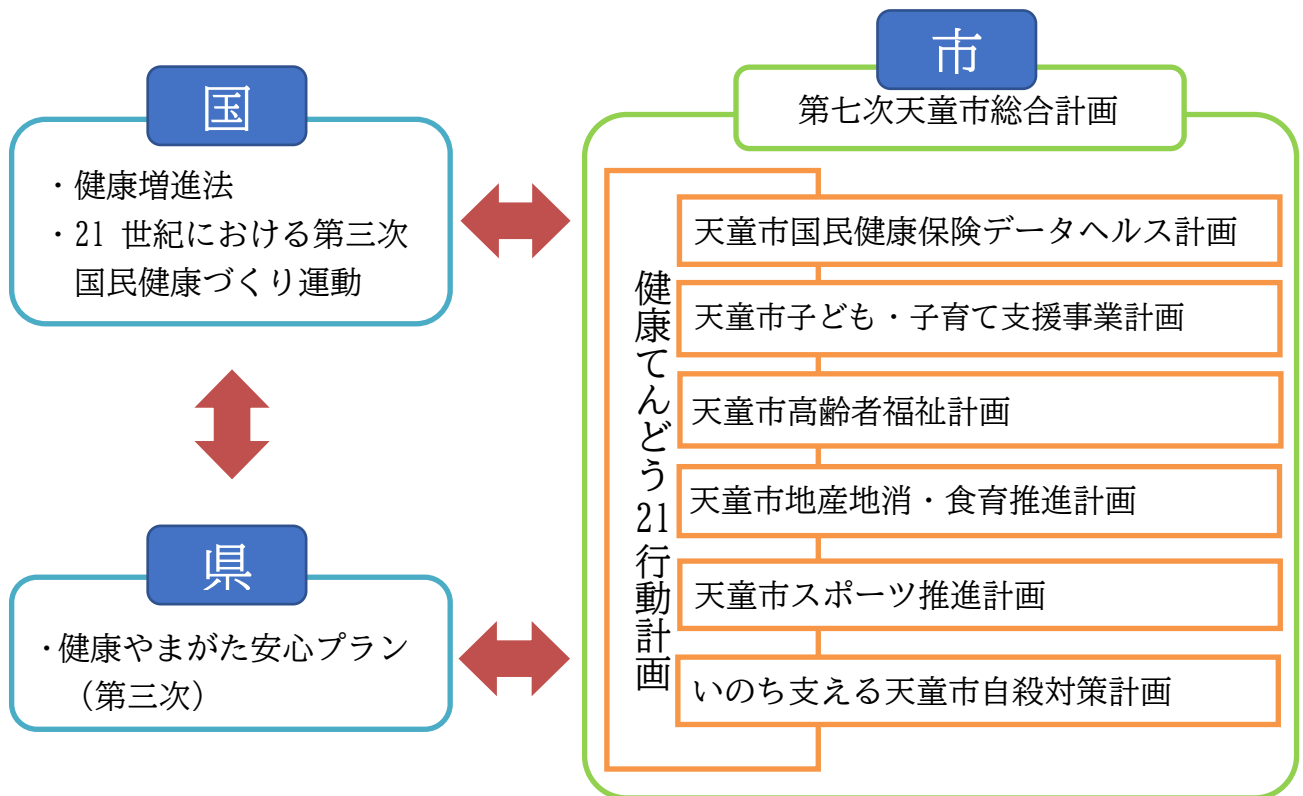 国
・健康増進法
・21 世紀における第三次
国民健康づくり運動
県
・健康やまがた安心プラン
（第三次）
市
第七次天童市総合計画
健康てんどう21行動計画
天童市国民健康保険データヘルス計画
天童市子ども・子育て支援事業計画
天童市高齢者福祉計画
天童市地産地消・食育推進計画
天童市スポーツ推進計画
いのち支える天童市自殺対策計画